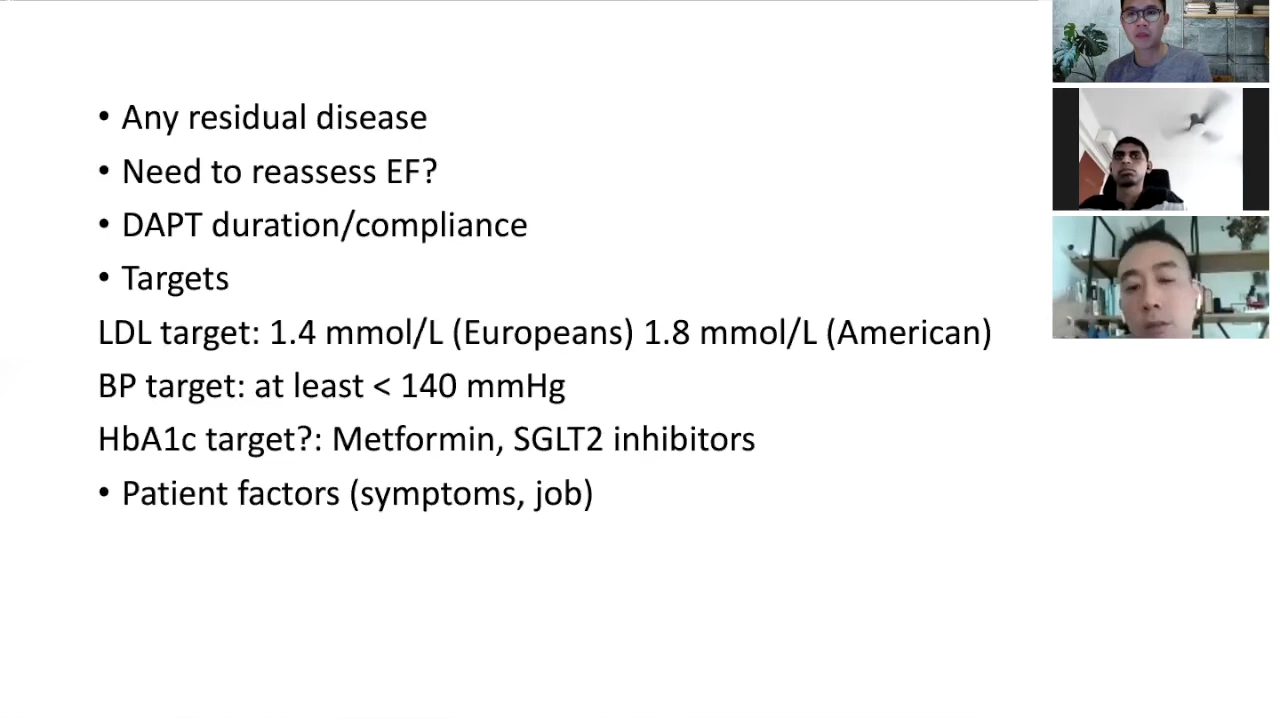 • Any residual disease
• Need to reassess EF?
• DAPT duration/compliance
• Targets
LDL target: 1.4 mmol/L (Europeans) 1.8 mmol/L (American)
BP target: at least < 140 mmHg
HbA1c target?: Metformin, SGLT2 inhibitors
• Patient factors (symptoms, job)